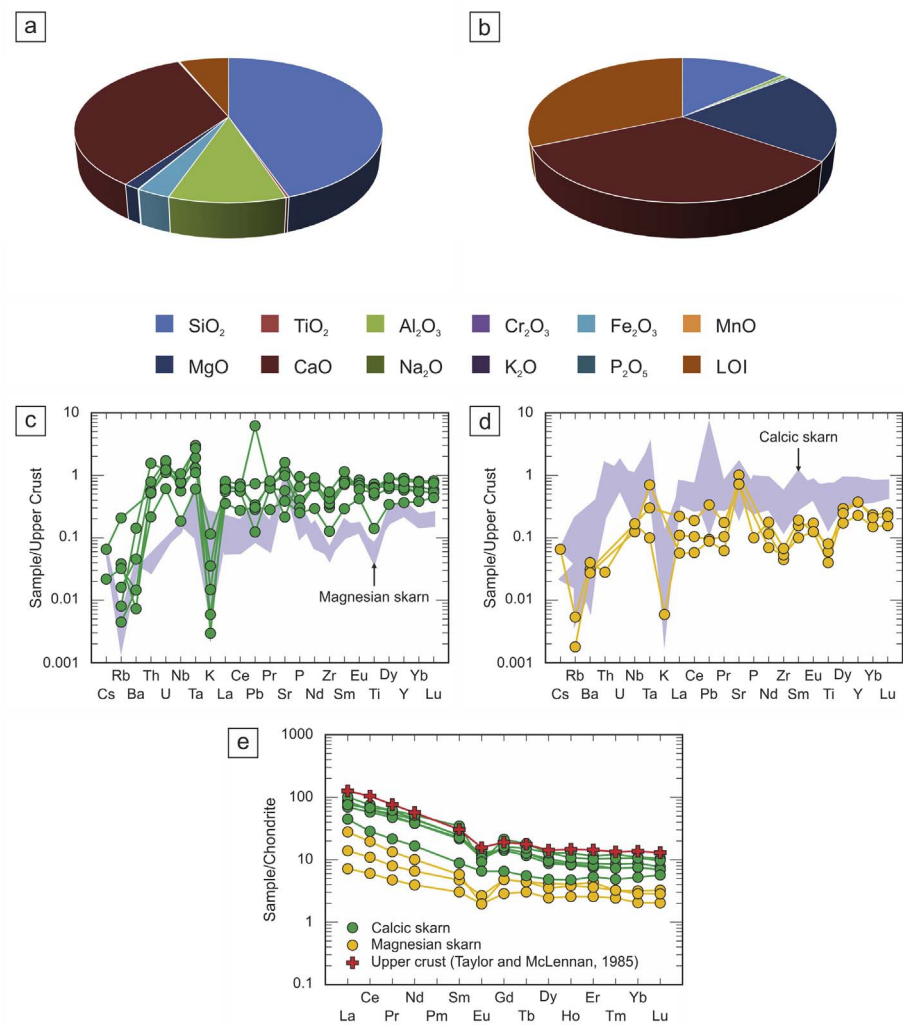 a
b
SiO₂ TiO₂ Al₂O₃ Cr₂O₃ Fe₂O₃ MnO
MgO CaO Na₂O K₂O P₂O₅ LOI
c
10
1
0.1
0.01
0.001
Sample/Upper Crust
Magnesian skarn
Rb Th Nb K Ce Pr P Zr Eu Dy Yb
Cs Ba U Ta La Pb Sr Nd Sm Ti Y Lu
d
10
1
0.1
0.01
0.001
Sample/Upper Crust
Calcic skarn
Rb Th Nb K Ce Pr P Zr Eu Dy Yb
Cs Ba U Ta La Pb Sr Nd Sm Ti Y Lu
e
1000
100
10
1
0.1
Sample/Chondrite
Calcic skarn
Magnesian skarn
Upper crust (Taylor and McLennan, 1985)
Ce Nd Sm Gd Dy Er Yb
La Pr Pm Eu Tb Ho Tm Lu